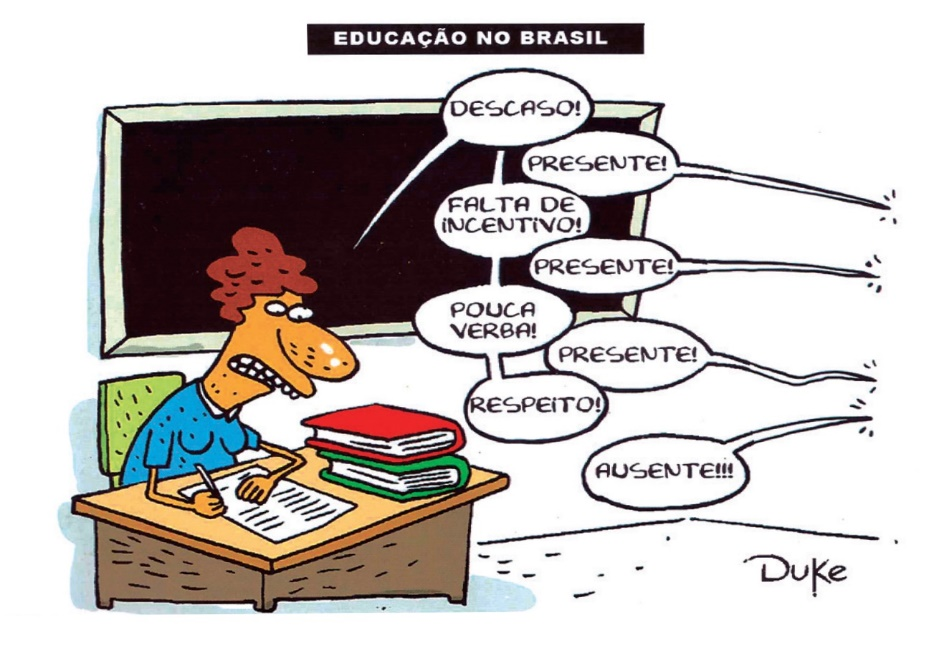 EDUCAÇÃO NO BRASIL
DESCASO!
PRESENTE!
FALTA DE
INCENTIVO!
PRESENTE!
POUCA
VERBA!
PRESENTE!
RESPEITO!
AUSENTE!!!
Duke